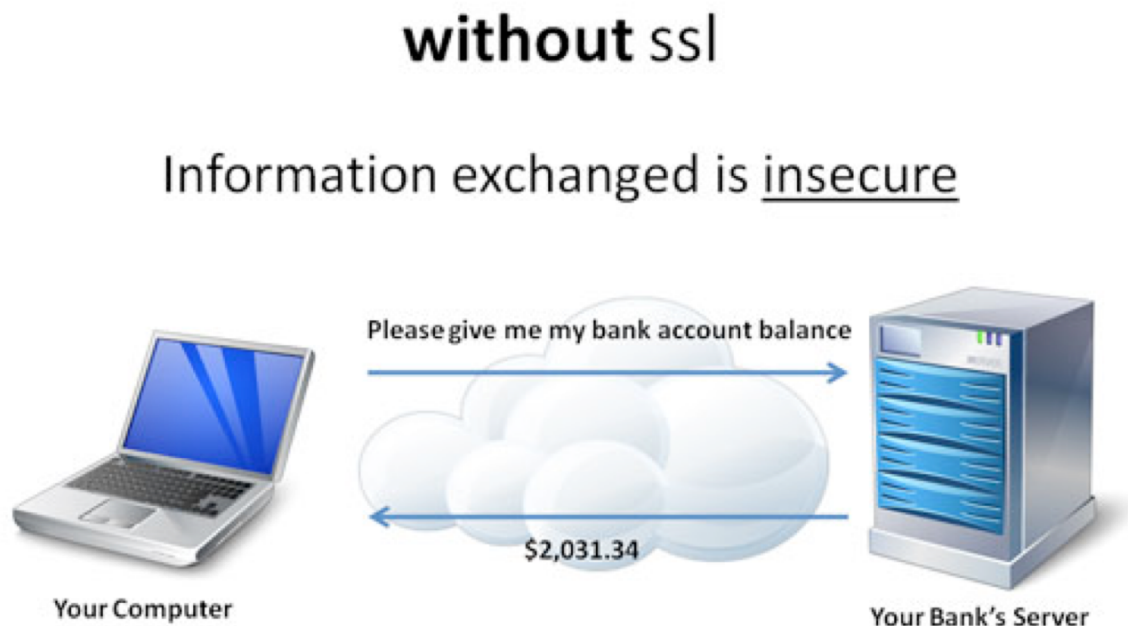 without ssl
Information exchanged is insecure
Please give me my bank account balance
$2,031.34
Your Computer
Your Bank's Server